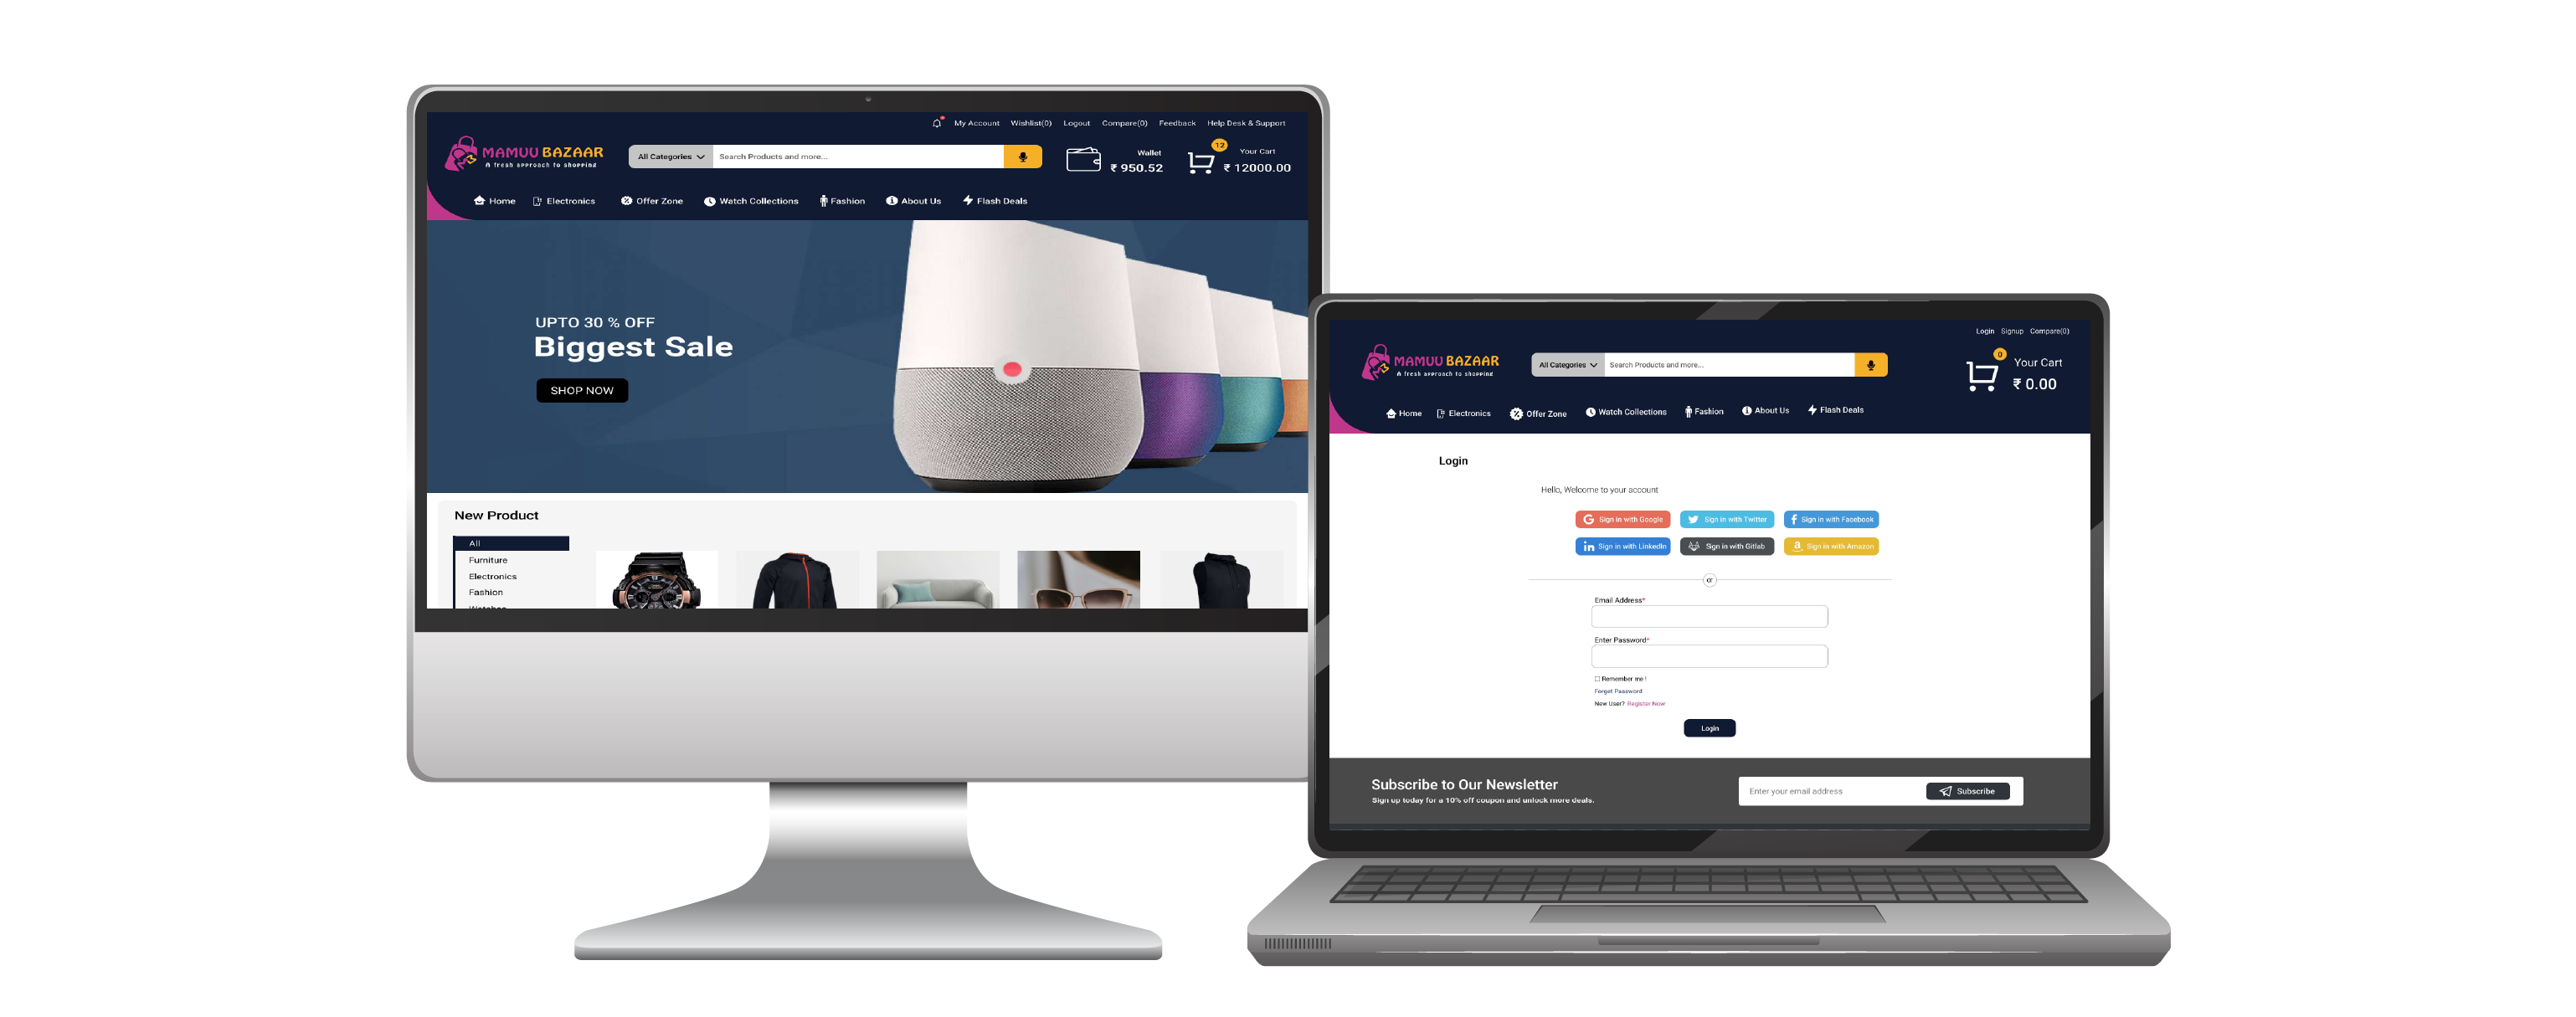 My Account Wishlist(0) Logout Compare(0) Feedback Help Desk & Support
MAMUU BAZAAR
A fresh approach to shopping
All Categories Search Products and more...
Wallet
₹ 950.52
12
Your Cart
₹ 12000.00
Home Electronics Offer Zone Watch Collections Fashion About Us Flash Deals
UPTO 30 % OFF
Biggest Sale
SHOP NOW
New Product
All
Furniture
Electronics
Fashion
Watches
Login Signup Compare(0)
MAMUU BAZAAR
A fresh approach to shopping
All Categories Search Products and more...
0
Your Cart
₹ 0.00
Home Electronics Offer Zone Watch Collections Fashion About Us Flash Deals
Login
Hello, Welcome to your account
Sign in with Google Sign in with Twitter Sign in with Facebook
Sign in with LinkedIn Sign in with Gitlab Sign in with Amazon
or
Email Address*
Enter Password*
Remember me !
Forget Password
New User? Register Now
Login
Subscribe to Our Newsletter
Sign up today for a 10% off coupon and unlock more deals.
Enter your email address Subscribe